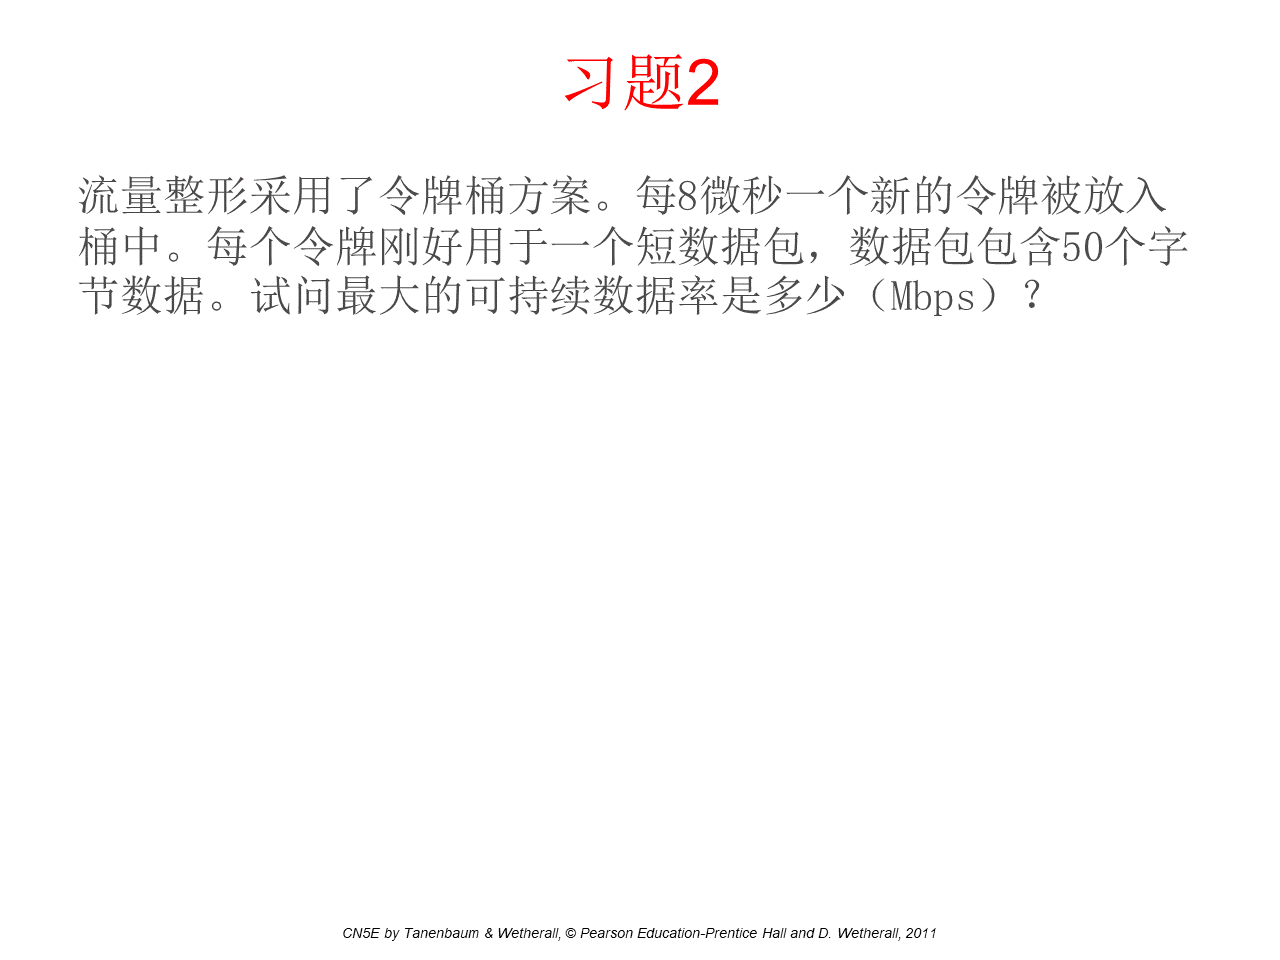 习题2
流量整形采用了令牌桶方案。每8微秒一个新的令牌被放入
桶中。每个令牌刚好用于一个短数据包，数据包包含50个字
节数据。试问最大的可持续数据率是多少（Mbps）？
CN5E by Tanenbaum & Wetherall, © Pearson Education-Prentice Hall and D. Wetherall, 2011